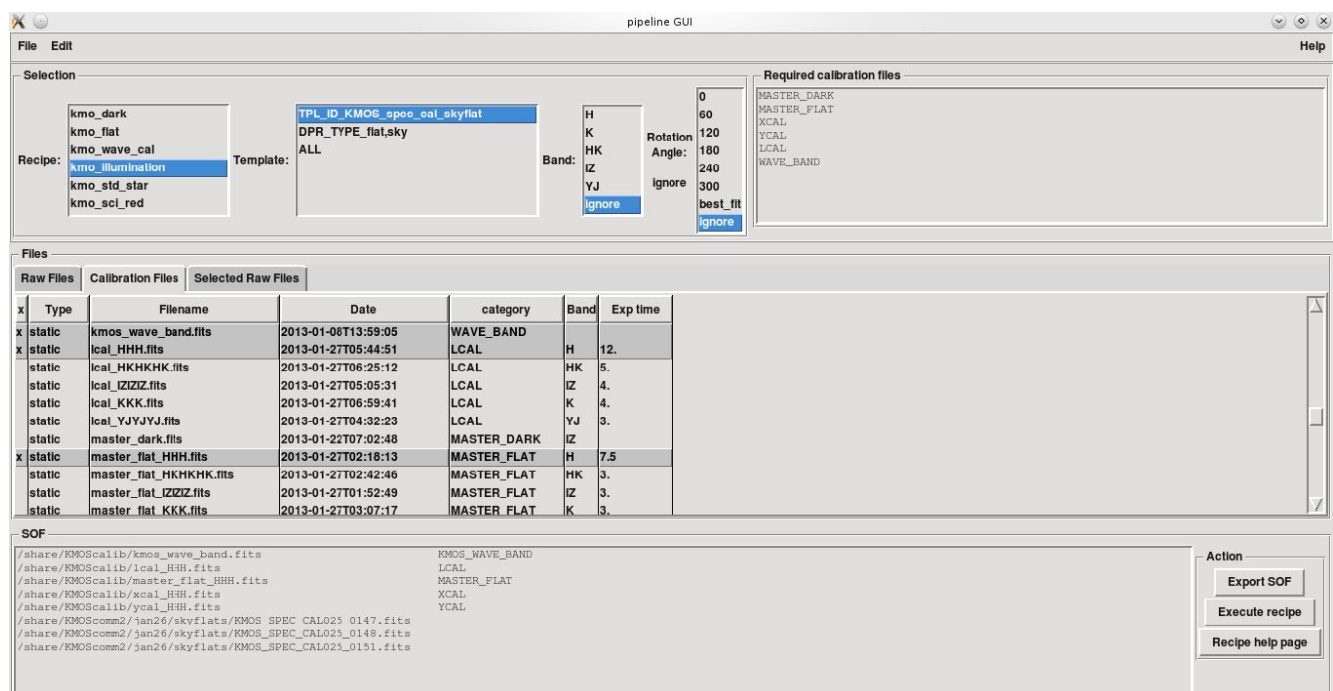 pipeline GUI
File Edit Help
Selection
Recipe:
kmo_dark
kmo_flat
kmo_wave_cal
kmo_illumination
kmo_std_star
kmo_sci_red
Template:
TPL_ID_KMOS_spec_cal_skyflat
DPR_TYPE_flat,sky
ALL
Band:
H
K
HK
IZ
YJ
ignore
Rotation
Angle:
ignore
0
60
120
180
240
300
best_fit
ignore
Required calibration files
MASTER_DARK
MASTER_FLAT
XCAL
YCAL
LCAL
WAVE_BAND
Files
Raw Files Calibration Files Selected Raw Files
x Type Filename Date category Band Exp time
x static kmos_wave_band.fits 2013-01-08T13:59:05 WAVE_BAND
x static lcal_HHH.fits 2013-01-27T05:44:51 LCAL H 12.
static lcal_HKHKHK.fits 2013-01-27T06:25:12 LCAL HK 5.
static lcal_IZIZIZ.fits 2013-01-27T05:05:31 LCAL IZ 4.
static lcal_KKK.fits 2013-01-27T06:59:41 LCAL K 4.
static lcal_YJYJYJ.fits 2013-01-27T04:32:23 LCAL YJ 3.
static master_dark.fits 2013-01-22T07:02:48 MASTER_DARK IZ
x static master_flat_HHH.fits 2013-01-27T02:18:13 MASTER_FLAT H 7.5
static master_flat_HKHKHK.fits 2013-01-27T02:42:46 MASTER_FLAT HK 3.
static master_flat_IZIZIZ.fits 2013-01-27T01:52:49 MASTER_FLAT IZ 3.
static master_flat_KKK.fits 2013-01-27T03:07:17 MASTER_FLAT K 3.
SOF
/share/KMOScalib/kmos_wave_band.fits KMOS_WAVE_BAND
/share/KMOScalib/lcal_HHH.fits LCAL
/share/KMOScalib/master_flat_HHH.fits MASTER_FLAT
/share/KMOScalib/xcal_HHH.fits XCAL
/share/KMOScalib/ycal_HHH.fits YCAL
/share/KMOScomm2/jan26/skyflats/KMOS_SPEC_CAL025_0147.fits
/share/KMOScomm2/jan26/skyflats/KMOS_SPEC_CAL025_0148.fits
/share/KMOScomm2/jan26/skyflats/KMOS_SPEC_CAL025_0151.fits
Action
Export SOF
Execute recipe
Recipe help page